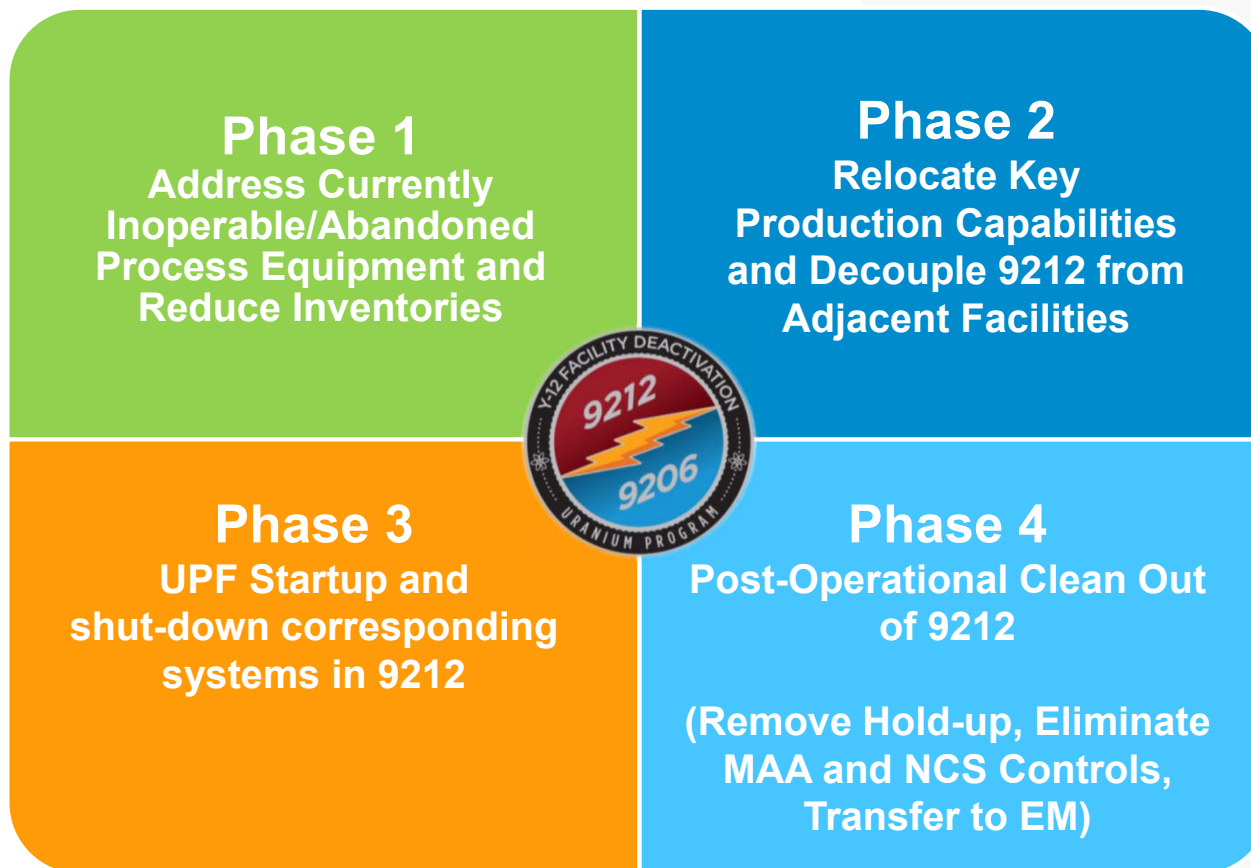 Phase 1
Address Currently
Inoperable/Abandoned
Process Equipment and
Reduce Inventories
Phase 2
Relocate Key
Production Capabilities
and Decouple 9212 from
Adjacent Facilities
Y-12 FACILITY DEACTIVATION
9212
9206
URANIUM PROGRAM
Phase 3
UPF Startup and
shut-down corresponding
systems in 9212
Phase 4
Post-Operational Clean Out
of 9212
(Remove Hold-up, Eliminate
MAA and NCS Controls,
Transfer to EM)